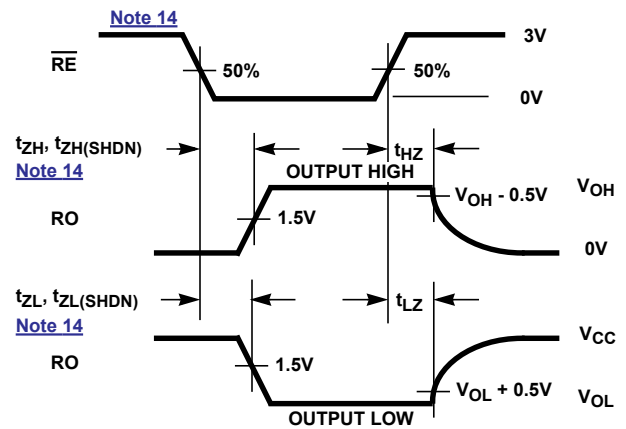 Note 14
3V
RE
50%
50%
0V
tZH, tZH(SHDN)
Note 14
tHZ
OUTPUT HIGH
VOH - 0.5V
VOH
RO
1.5V
0V
tZL, tZL(SHDN)
Note 14
tLZ
VCC
RO
1.5V
VOL + 0.5V
VOL
OUTPUT LOW